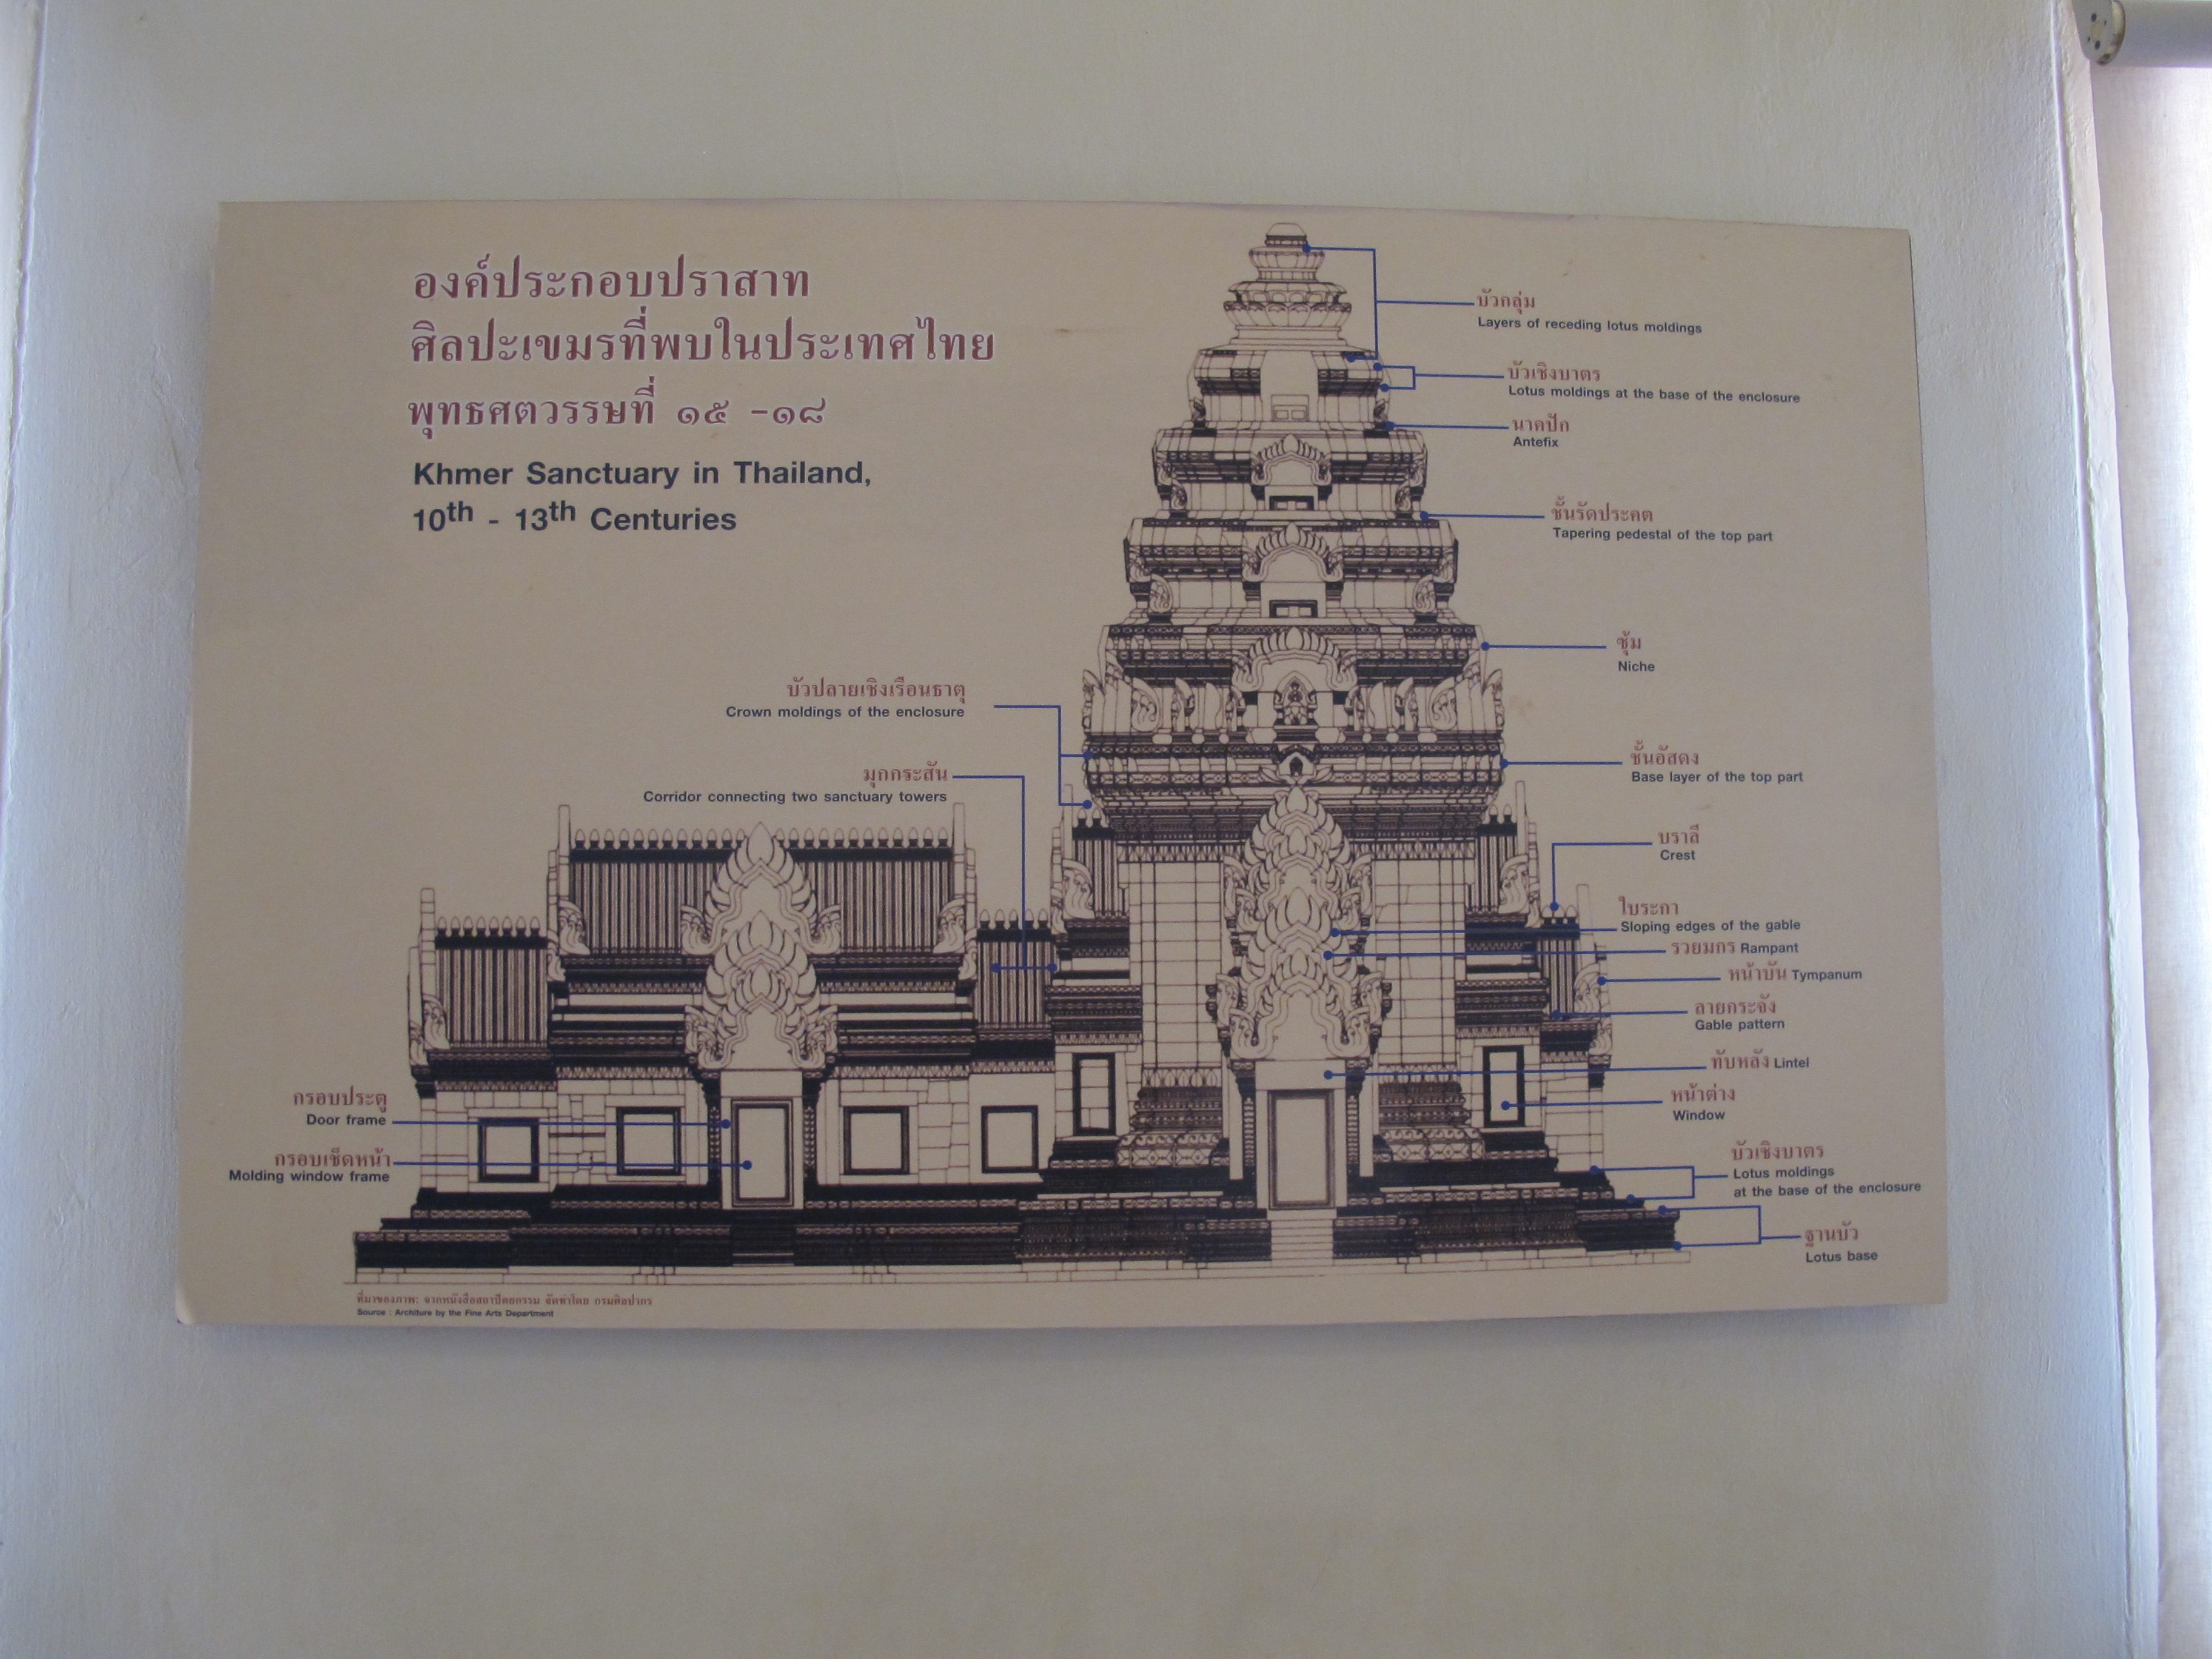 องค์ประกอบปราสาท
ศิลปะเขมรที่พบในประเทศไทย
พุทธศตวรรษที่ ๑๕ -๑๘
Khmer Sanctuary in Thailand,
10th - 13th Centuries
บัวกลุ่ม
Layers of receding lotus moldings
บัวเชิงบาตร
Lotus moldings at the base of the enclosure
นาคปัก
Antefix
ชั้นรัดประคต
Tapering pedestal of the top part
ซุ้ม
Niche
บัวปลายเชิงเรือนธาตุ
Crown moldings of the enclosure
ชั้นอัสดง
Base layer of the top part
มุกกระสัน
Corridor connecting two sanctuary towers
บราลี
Crest
ใบระกา
Sloping edges of the gable
รวยมกร Rampant
หน้าบัน Tympanum
ลายกระจัง
Gable pattern
ทับหลัง Lintel
หน้าต่าง
Window
กรอบประตู
Door frame
กรอบเช็ดหน้า
Molding window frame
บัวเชิงบาตร
Lotus moldings
at the base of the enclosure
ฐานบัว
Lotus base
ที่มาของภาพ: จากหนังสือสถาปัตยกรรม จัดทำโดย กรมศิลปากร
Source : Architure by the Fine Arts Department